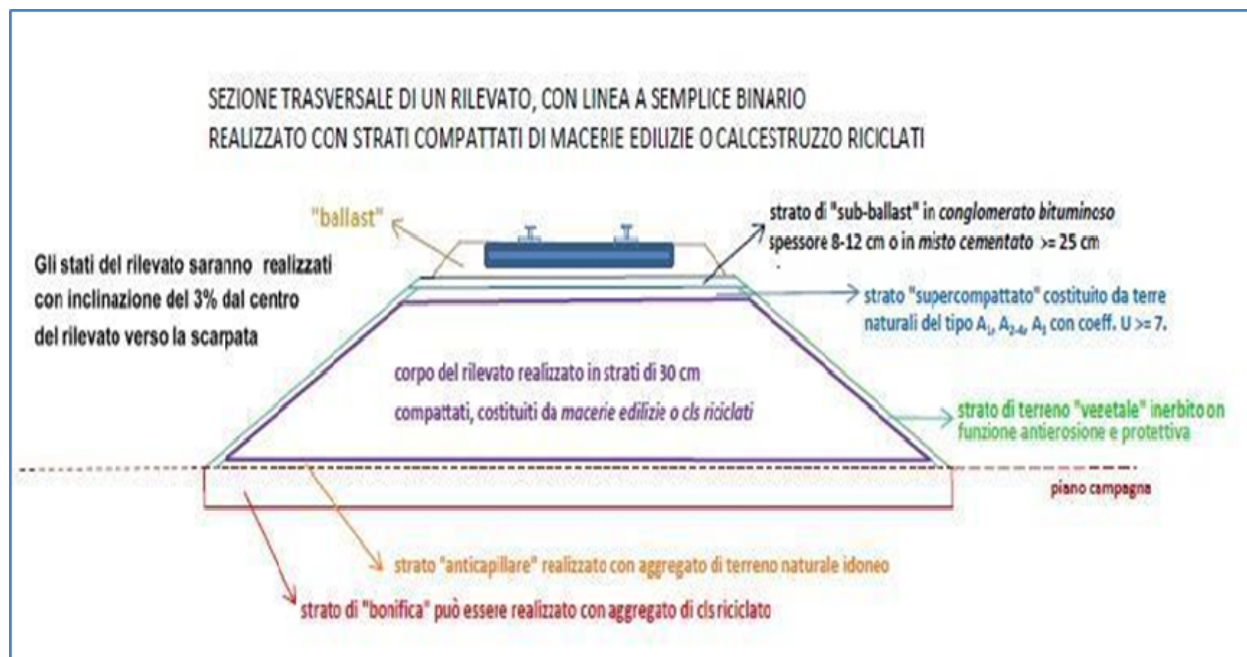 SEZIONE TRASVERSALE DI UN RILEVATO, CON LINEA A SEMPLICE BINARIO
REALIZZATO CON STRATI COMPATTATI DI MACERIE EDILIZIE O CALCESTRUZZO RICICLATI
"ballast"
strato di "sub-ballast" in conglomerato bituminoso
spessore 8-12 cm o in misto cementato >= 25 cm
Gli stati del rilevato saranno realizzati
con inclinazione del 3% dal centro
del rilevato verso la scarpata
strato "supercompattato" costituito da terre
naturali del tipo A1, A2-4, A3 con coeff. U >= 7.
corpo del rilevato realizzato in strati di 30 cm
compattati, costituiti da macerie edilizie o cls riciclati
strato di terreno "vegetale" inerbito on
funzione antierosione e protettiva
piano campagna
strato "anticapillare" realizzato con aggregato di terreno naturale idoneo
strato di "bonifica" può essere realizzato con aggregato di cls riciclato